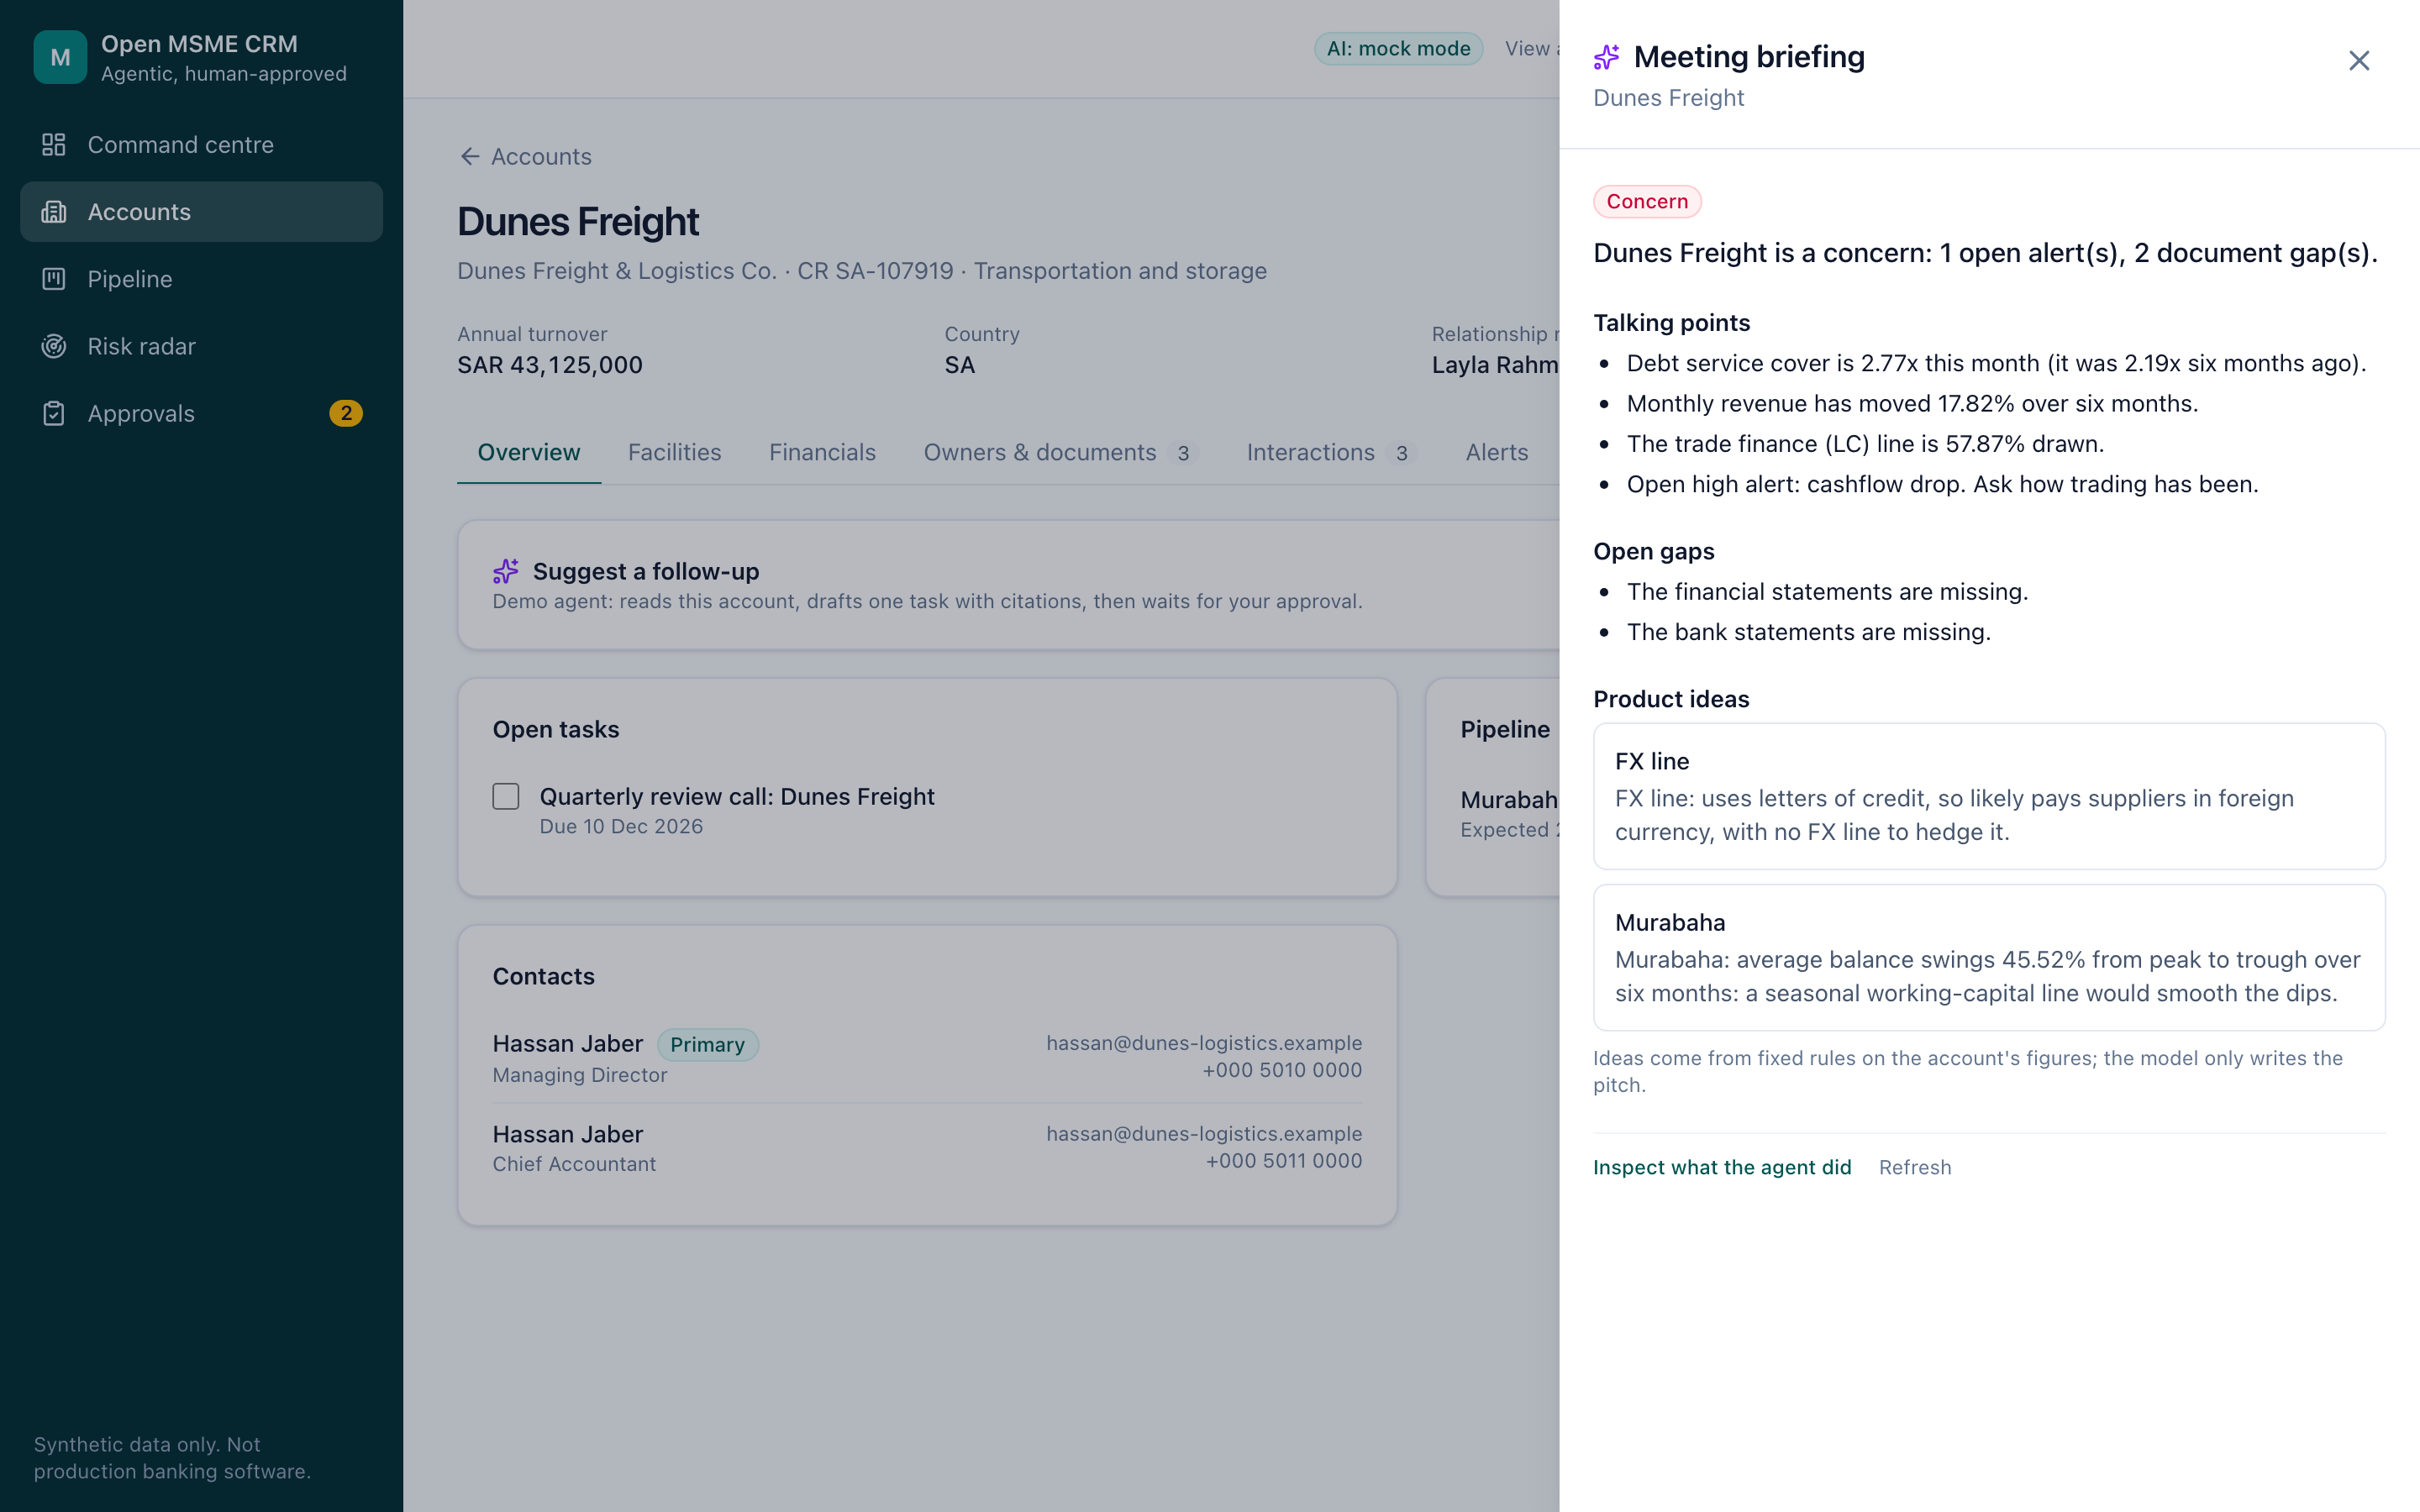 M
Open MSME CRM
Agentic, human-approved
Command centre
Accounts
Pipeline
Risk radar
Approvals
2
Synthetic data only. Not
production banking software.
AI: mock mode
View
Accounts
Dunes Freight
Dunes Freight & Logistics Co. · CR SA-107919 · Transportation and storage
Annual turnover
SAR 43,125,000
Country
SA
Relationship
Layla Rahm
Overview
Facilities
Financials
Owners & documents 3
Interactions 3
Alerts
Suggest a follow-up
Demo agent: reads this account, drafts one task with citations, then waits for your approval.
Open tasks
Quarterly review call: Dunes Freight
Due 10 Dec 2026
Pipeline
Murabah
Expected
Contacts
Hassan Jaber Primary
Managing Director
hassan@dunes-logistics.example
+000 5010 0000
Hassan Jaber
Chief Accountant
hassan@dunes-logistics.example
+000 5011 0000
Meeting briefing
Dunes Freight
Concern
Dunes Freight is a concern: 1 open alert(s), 2 document gap(s).
Talking points
• Debt service cover is 2.77x this month (it was 2.19x six months ago).
• Monthly revenue has moved 17.82% over six months.
• The trade finance (LC) line is 57.87% drawn.
• Open high alert: cashflow drop. Ask how trading has been.
Open gaps
• The financial statements are missing.
• The bank statements are missing.
Product ideas
FX line
FX line: uses letters of credit, so likely pays suppliers in foreign
currency, with no FX line to hedge it.
Murabaha
Murabaha: average balance swings 45.52% from peak to trough over
six months: a seasonal working-capital line would smooth the dips.
Ideas come from fixed rules on the account's figures; the model only writes the
pitch.
Inspect what the agent did
Refresh